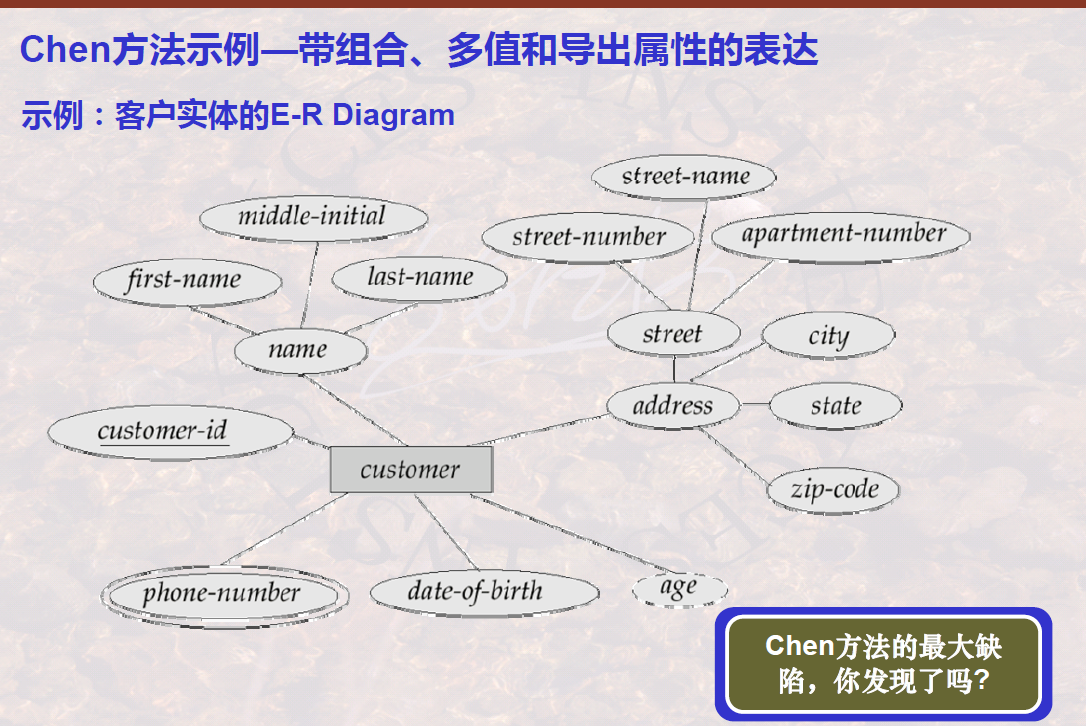 Chen方法示例—带组合、多值和导出属性的表达
示例：客户实体的E-R Diagram
street-name
middle-initial
street-number
apartment-number
first-name
last-name
street
city
name
address
state
customer-id
customer
zip-code
phone-number
date-of-birth
age
Chen方法的最大缺
陷，你发现了吗?